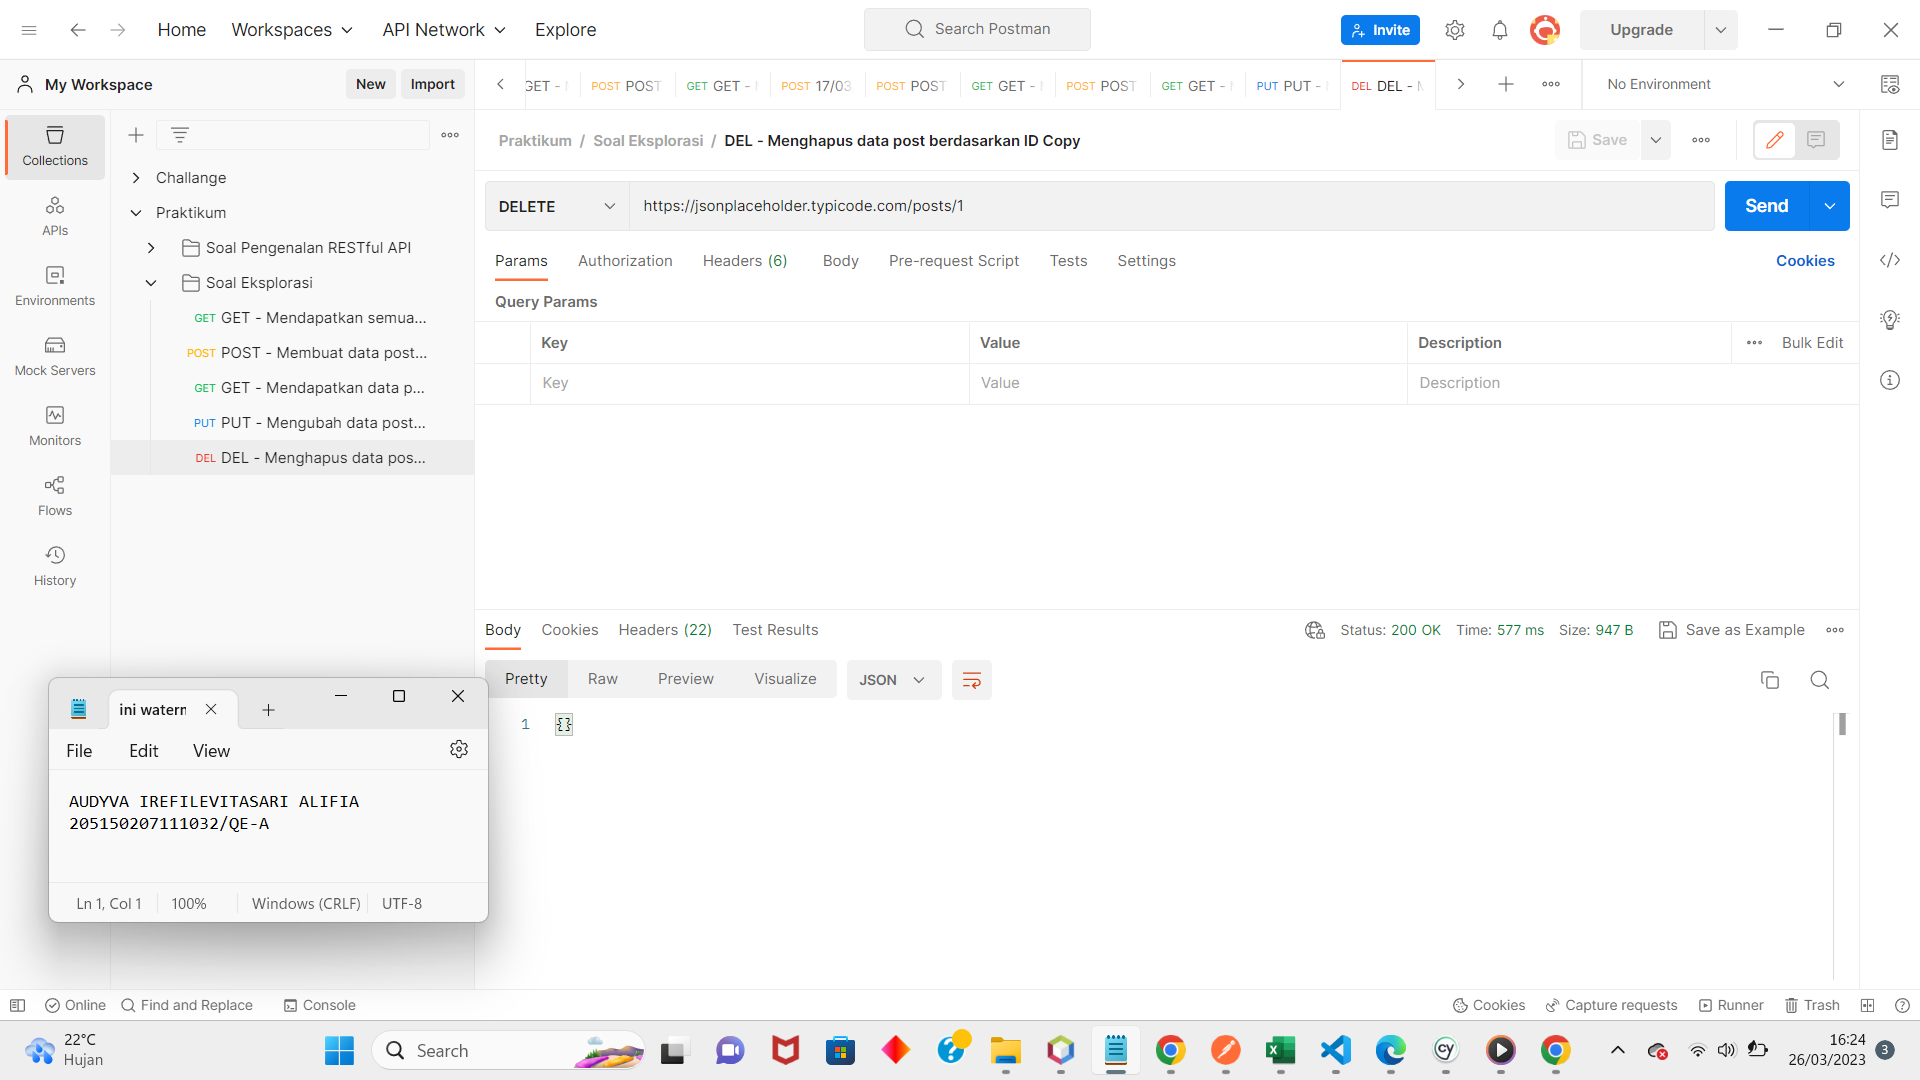 Home Workspaces API Network Explore Search Postman Invite Upgrade
My Workspace New Import GET - POST POST GET GET - POST 17/03 POST POST GET GET - POST POST GET GET - PUT PUT - DEL DEL - No Environment
Collections
APIs
Environments
Mock Servers
Monitors
Flows
History
Challange
Praktikum
Soal Pengenalan RESTful API
Soal Eksplorasi
GET GET - Mendapatkan semua...
POST POST - Membuat data post...
GET GET - Mendapatkan data p...
PUT PUT - Mengubah data post...
DEL DEL - Menghapus data pos...
Praktikum / Soal Eksplorasi / DEL - Menghapus data post berdasarkan ID Copy Save
DELETE https://jsonplaceholder.typicode.com/posts/1 Send
Params Authorization Headers (6) Body Pre-request Script Tests Settings Cookies
Query Params
Key Value Description Bulk Edit
Key Value Description
Body Cookies Headers (22) Test Results Status: 200 OK Time: 577 ms Size: 947 B Save as Example
Pretty Raw Preview Visualize JSON
1 {}
ini watern
File Edit View
AUDYVA IREFILEVITASARI ALIFIA
205150207111032/QE-A
Ln 1, Col 1 100% Windows (CRLF) UTF-8
Online Find and Replace Console Cookies Capture requests Runner Trash
22°C
Hujan
Search
CY
16:24
26/03/2023
3